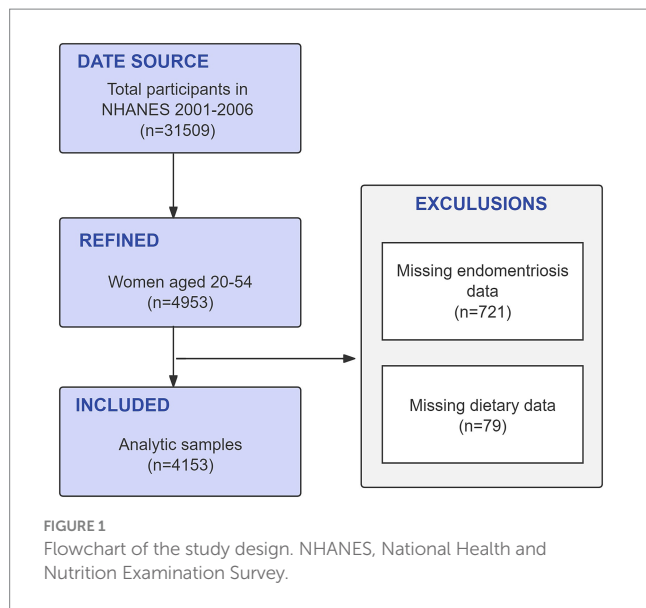 DATE SOURCE
Total participants in
NHANES 2001-2006
(n=31509)
REFINED
Women aged 20-54
(n=4953)
INCLUDED
Analytic samples
(n=4153)
EXCULUSIONS
Missing endomentriosis
data
(n=721)
Missing dietary data
(n=79)
FIGURE 1
Flowchart of the study design. NHANES, National Health and
Nutrition Examination Survey.